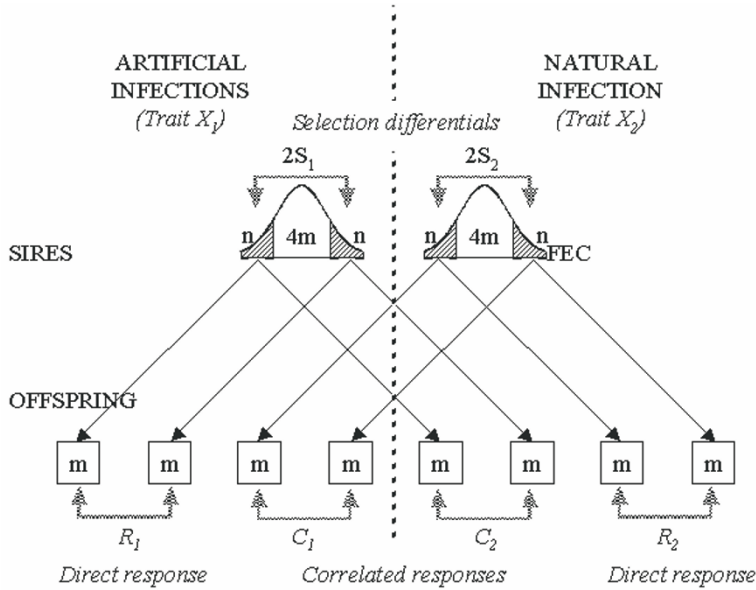 ARTIFICIAL
INFECTIONS
(Trait X1)
NATURAL
INFECTION
(Trait X2)
Selection differentials
2S1
2S2
n 4m n
n 4m n
SIRES
FEC
OFFSPRING
m m m m m m m m
R1 C1 C2 R2
Direct response Correlated responses Direct response